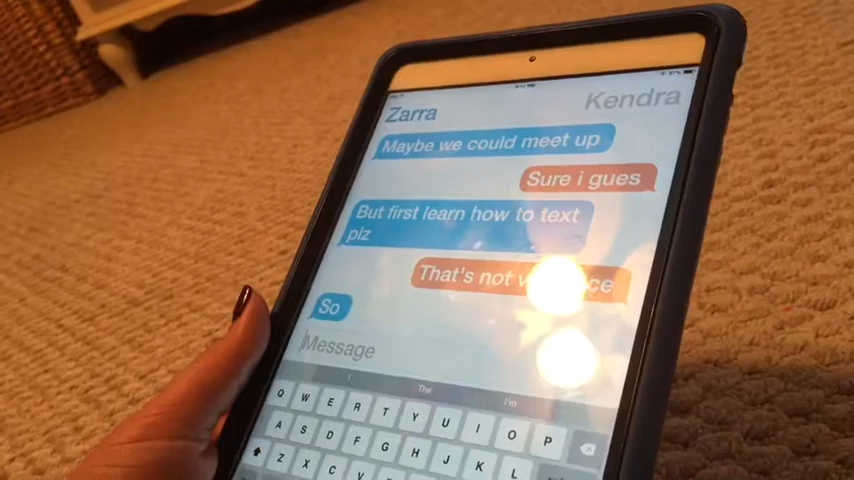 Zarra Kendra
Maybe we could meet up
Sure i gues
But first learn how to text
plz
That's not
So
Message
I The I'm
Q W E R T Y U I O P
A S D F G H J K L
Z X C V B N M